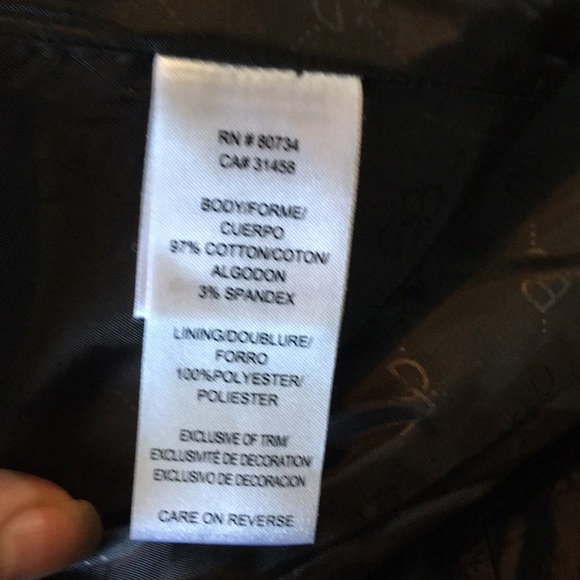 RN # 80734
CA# 31456
BODY/FORME/
CUERPO
97% COTTON/COTON/
ALGODON
3% SPANDEX
LINING/DOUBLURE/
FORRO
100%POLYESTER/
POLIESTER
EXCLUSIVE OF TRIM/
EXCLUSIVITÉ DE DECORATION/
EXCLUSIVO DE DECORACION
CARE ON REVERSE